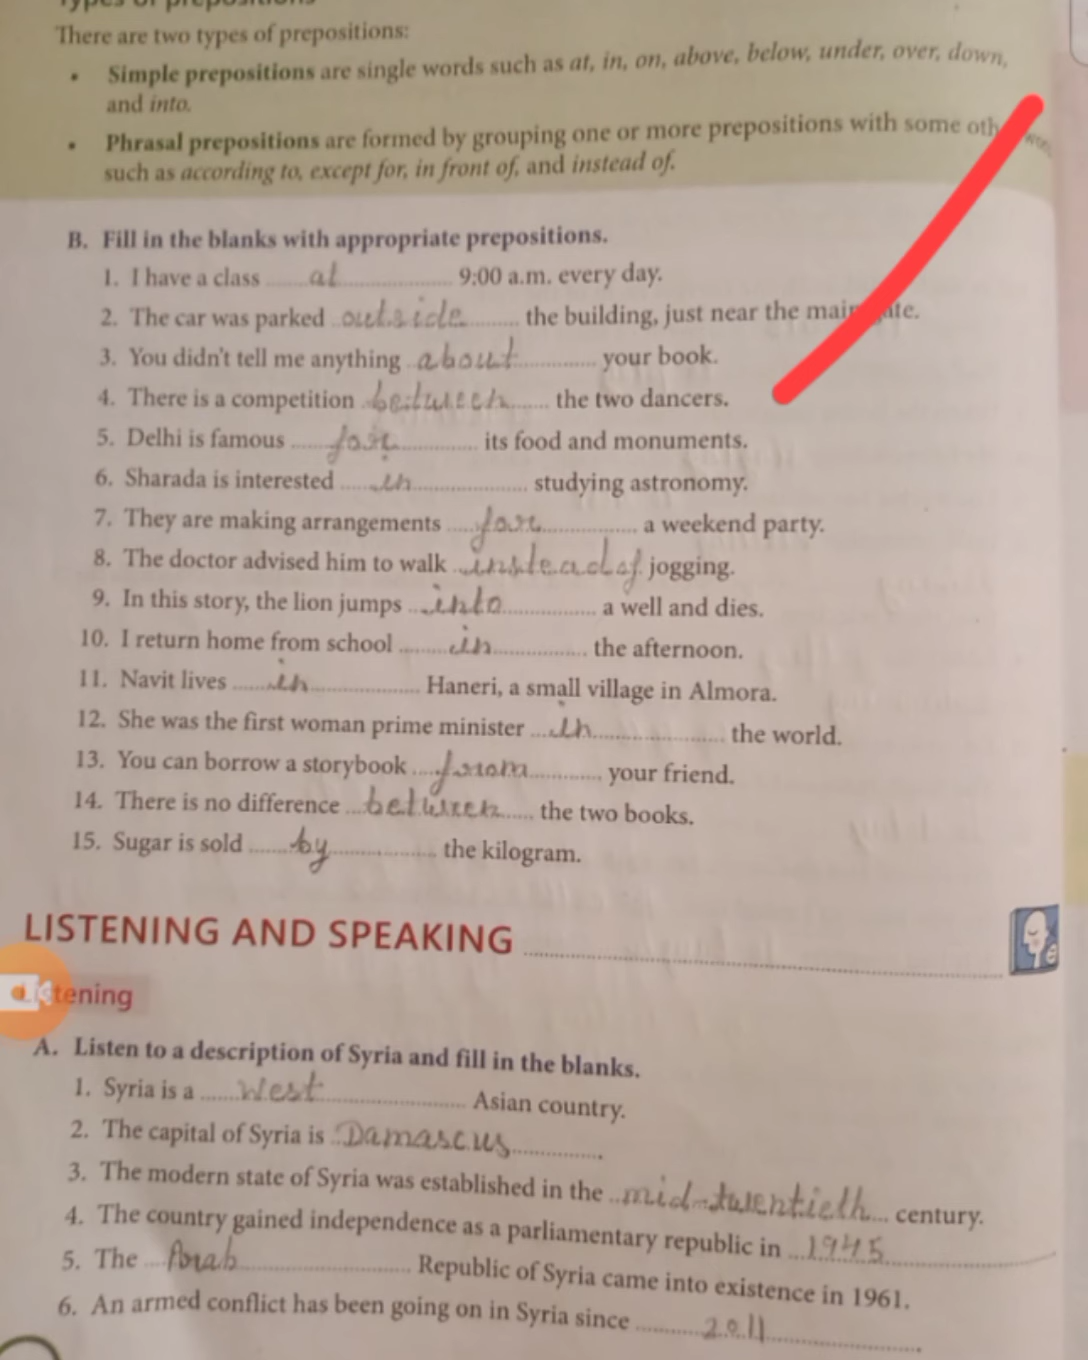 Types of prepositions
There are two types of prepositions:
• Simple prepositions are single words such as at, in, on, above, below, under, over, down,
and into.
• Phrasal prepositions are formed by grouping one or more prepositions with some
such as according to, except for, in front of, and instead of.
B. Fill in the blanks with appropriate prepositions.
1. I have a class at 9:00 a.m. every day.
2. The car was parked outside the building, just near the main gate.
3. You didn't tell me anything about your book.
4. There is a competition between the two dancers.
5. Delhi is famous for its food and monuments.
6. Sharada is interested in studying astronomy.
7. They are making arrangements for a weekend party.
8. The doctor advised him to walk instead of jogging.
9. In this story, the lion jumps into a well and dies.
10. I return home from school in the afternoon.
11. Navit lives in Haneri, a small village in Almora.
12. She was the first woman prime minister in the world.
13. You can borrow a storybook from your friend.
14. There is no difference between the two books.
15. Sugar is sold by the kilogram.
LISTENING AND SPEAKING
Listening
A. Listen to a description of Syria and fill in the blanks.
1. Syria is a West Asian country.
2. The capital of Syria is Damascus.
3. The modern state of Syria was established in the mid-twentieth century.
4. The country gained independence as a parliamentary republic in 1945
5. The Arab Republic of Syria came into existence in 1961.
6. An armed conflict has been going on in Syria since 2011